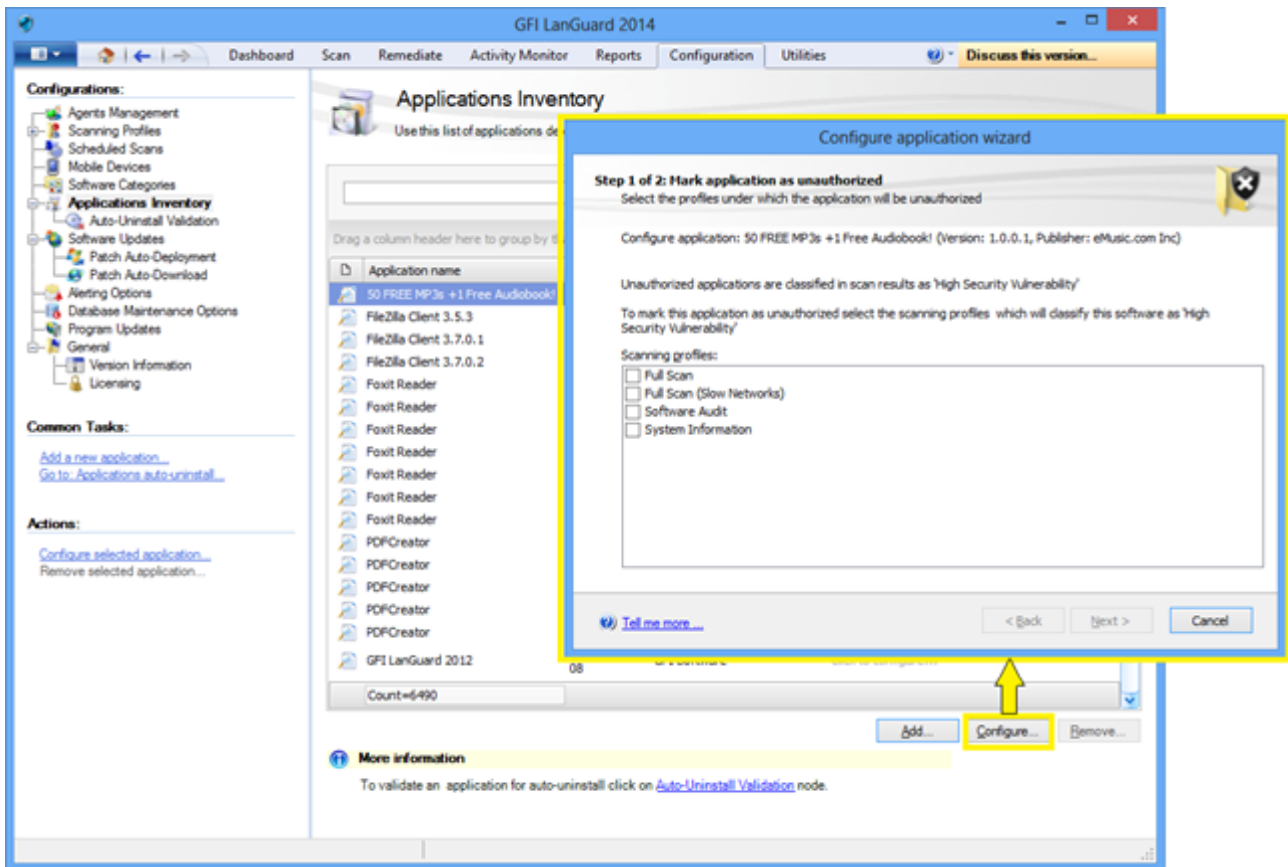 GFI LanGuard 2014
Dashboard Scan Remediate Activity Monitor Reports Configuration Utilities Discuss this version...
Configurations:
Agents Management
Scanning Profiles
Scheduled Scans
Mobile Devices
Software Categories
Applications Inventory
Auto-Uninstall Validation
Software Updates
Patch Auto-Deployment
Patch Auto-Download
Alerting Options
Database Maintenance Options
Program Updates
General
Version Information
Licensing
Common Tasks:
Add a new application...
Go to: Applications auto-uninstall...
Actions:
Configure selected application...
Remove selected application...
Applications Inventory
Use this list of applications de
Drag a column header here to group by th
Application name
50 FREE MP3s +1 Free Audiobook!
FileZilla Client 3.5.3
FileZilla Client 3.7.0.1
FileZilla Client 3.7.0.2
Foxit Reader
Foxit Reader
Foxit Reader
Foxit Reader
Foxit Reader
Foxit Reader
Foxit Reader
PDFCreator
PDFCreator
PDFCreator
PDFCreator
PDFCreator
GFI LanGuard 2012
08
Count=6490
Add... Configure... Remove...
More information
To validate an application for auto-uninstall click on Auto-Uninstall Validation node.
Configure application wizard
Step 1 of 2: Mark application as unauthorized
Select the profiles under which the application will be unauthorized
Configure application: 50 FREE MP3s +1 Free Audiobook! (Version: 1.0.0.1, Publisher: eMusic.com Inc)
Unauthorized applications are classified in scan results as 'High Security Vulnerability'
To mark this application as unauthorized select the scanning profiles which will classify this software as 'High
Security Vulnerability'
Scanning profiles:
Full Scan
Full Scan (Slow Networks)
Software Audit
System Information
Tell me more ...
< Back Next > Cancel